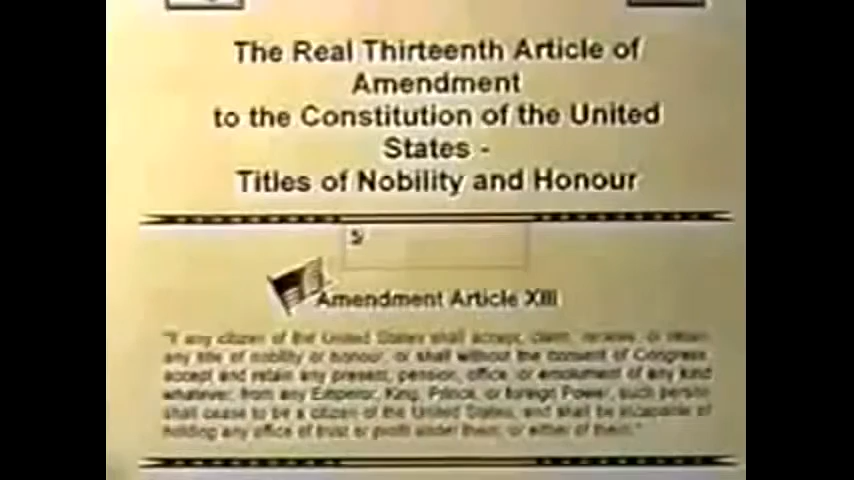 The Real Thirteenth Article of
Amendment
to the Constitution of the United
States -
Titles of Nobility and Honour
Amendment Article XIII
"If any citizen of the United States shall accept, claim, receive, or retain
any title of nobility or honour, or shall without the consent of Congress,
accept and retain any present, pension, office, or emolument of any kind
whatever, from any Emperor, King, Prince, or foreign Power, such person
shall cease to be a citizen of the United States, and shall be incapable of
holding any office of trust or profit under them, or either of them."